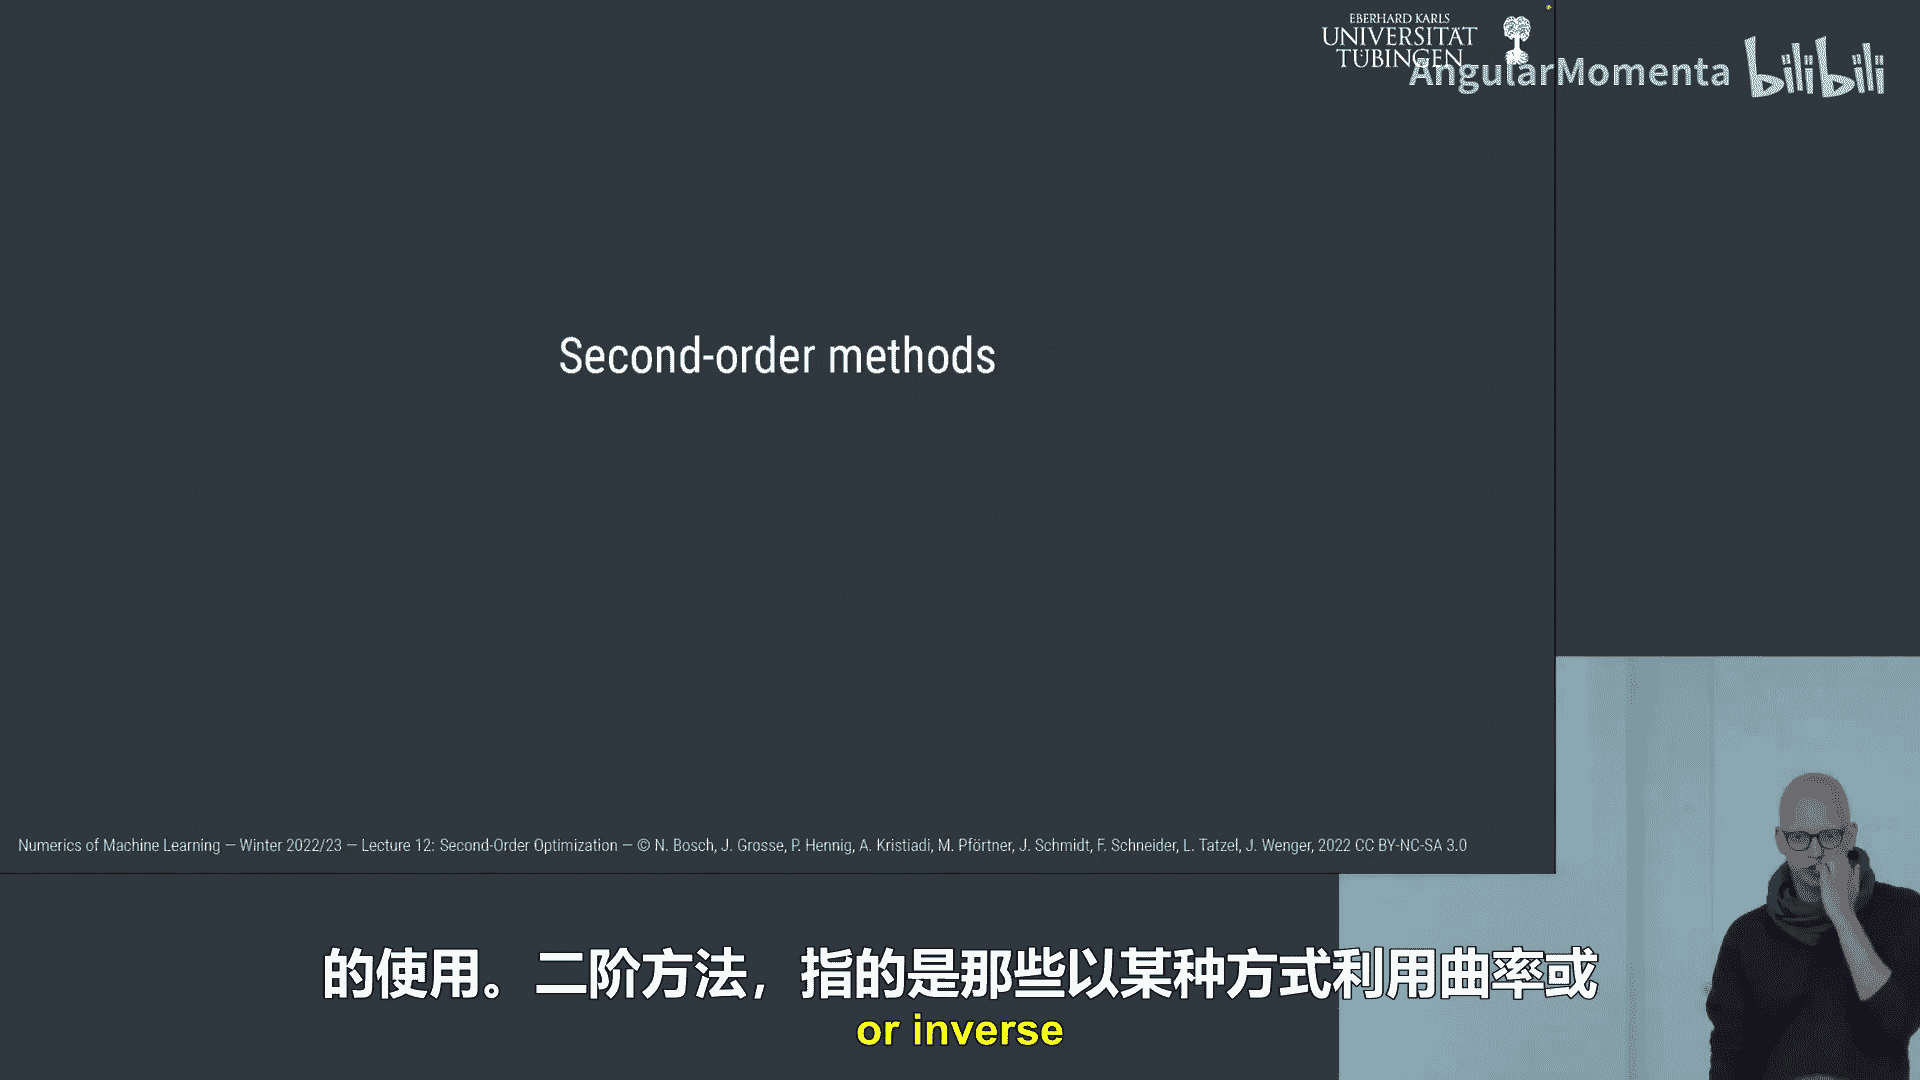 EBERHARD KARLS
UNIVERSITÄT
TÜBINGEN
AngularMomenta bilibili
Second-order methods
Numerics of Machine Learning — Winter 2022/23 — Lecture 12: Second-Order Optimization — © N. Bosch, J. Grosse, P. Hennig, A. Kristiadi, M. Pförtner, J. Schmidt, F. Schneider, L. Tatzel, J. Wenger, 2022 CC BY-NC-SA 3.0
的使用。二阶方法，指的是那些以某种方式利用曲率或
or inverse